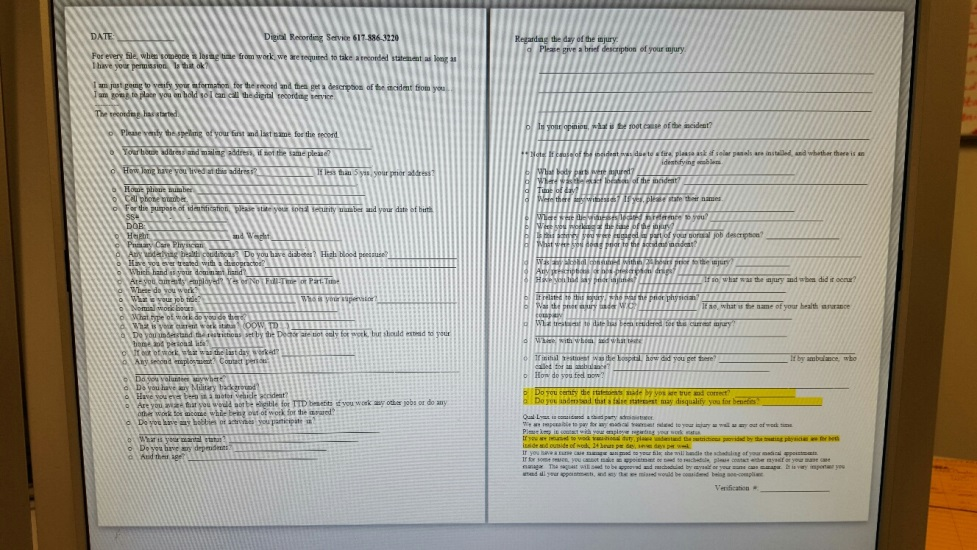 DATE: Digital Recording Service 617-886-3220
For every file, when someone is losing time from work, we are required to take a recorded statement as long as
I have your permission. Is that ok?
I am just going to verify your information for the record and then get a description of the incident from you.
I am going to place you on hold so I can call the digital recording service.
The recording has started.
o Please verify the spelling of your first and last name for the record.
o Your home address and mailing address, if not the same please?
o How long have you lived at this address? If less than 5 yrs, your prior address?
o Home phone number
o Cell phone number
o For the purpose of identification, please state your social security number and your date of birth.
SS#
DOB:
o Height: and Weight
o Primary Care Physician
o Any underlying health conditions? Do you have diabetes? High blood pressure?
o Have you ever treated with a chiropractor?
o Which hand is your dominant hand?
o Are you currently employed? Yes or No Full-Time or Part Time
o Where do you work?
o What is your job title? Who is your supervisor?
o Normal work hours
o What type of work do you do there?
o What is your current work status? (OOW, TD )
o Do you understand the restrictions set by the Doctor are not only for work, but should extend to your
home and personal life?
o If out of work, what was the last day worked?
o Any second employment? Contact person:
o Do you volunteer anywhere?
o Do you have any Military background?
o Have you ever been in a motor vehicle accident?
o Are you aware that you would not be eligible for TTD benefits if you work any other jobs or do any
other work for income while being out of work for the insured?
o Do you have any hobbies or activities you participate in?
o What is your marital status?
o Do you have any dependents?
o And their age?
Regarding the day of the injury:
o Please give a brief description of your injury.
o In your opinion, what is the root cause of the incident?
**Note: If cause of the incident was due to a fire, please ask if solar panels are installed, and whether there is an
identifying emblem.
o What body parts were injured?
o Where was the exact location of the incident?
o Time of day?
o Were there any witnesses? If yes, please state their names.
o Where were the witnesses located in reference to you?
o Were you working at the time of the injury?
o Is this activity you were engaged in part of your normal job description?
o What were you doing prior to the accident/incident?
o Was any alcohol consumed within 24 hours prior to the injury?
o Any prescription or non-prescription drugs?
o Have you had any prior injuries? If so, what was the injury and when did it occur?
o If related to this injury, who was the prior physician?
o Was the prior injury under WC? If no, what is the name of your health insurance
company
o What treatment to date has been rendered for this current injury?
o Where, with whom, and what tests
o If initial treatment was the hospital, how did you get there? If by ambulance, who
called for an ambulance?
o How do you feel now?
o Do you certify the statements made by you are true and correct?
o Do you understand that a false statement may disqualify you for benefits?
Qual-Lynx is considered a third party administrator.
We are responsible to pay for any medical treatment related to your injury as well as any out of work time.
Please keep in contact with your employer regarding your work status.
If you are returned to work transitional duty, please understand the restrictions provided by the treating physician are for both
inside and outside of work, 24 hours per day, seven days per week.
If you have a nurse case manager assigned to your file, she will handle the scheduling of your medical appointments.
If for some reason, you cannot make an appointment or need to reschedule, please contact either myself or your nurse case
manager. The request will need to be approved and rescheduled by myself or your nurse case manager. It is very important you
attend all your appointments, and any that are missed would be considered being non-compliant.
Verification #: